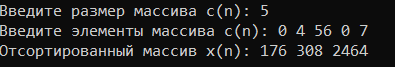 Введите размер массива c(n): 5
Введите элементы массива c(n): 0 4 56 0 7
Отсортированный массив x(n): 176 308 2464